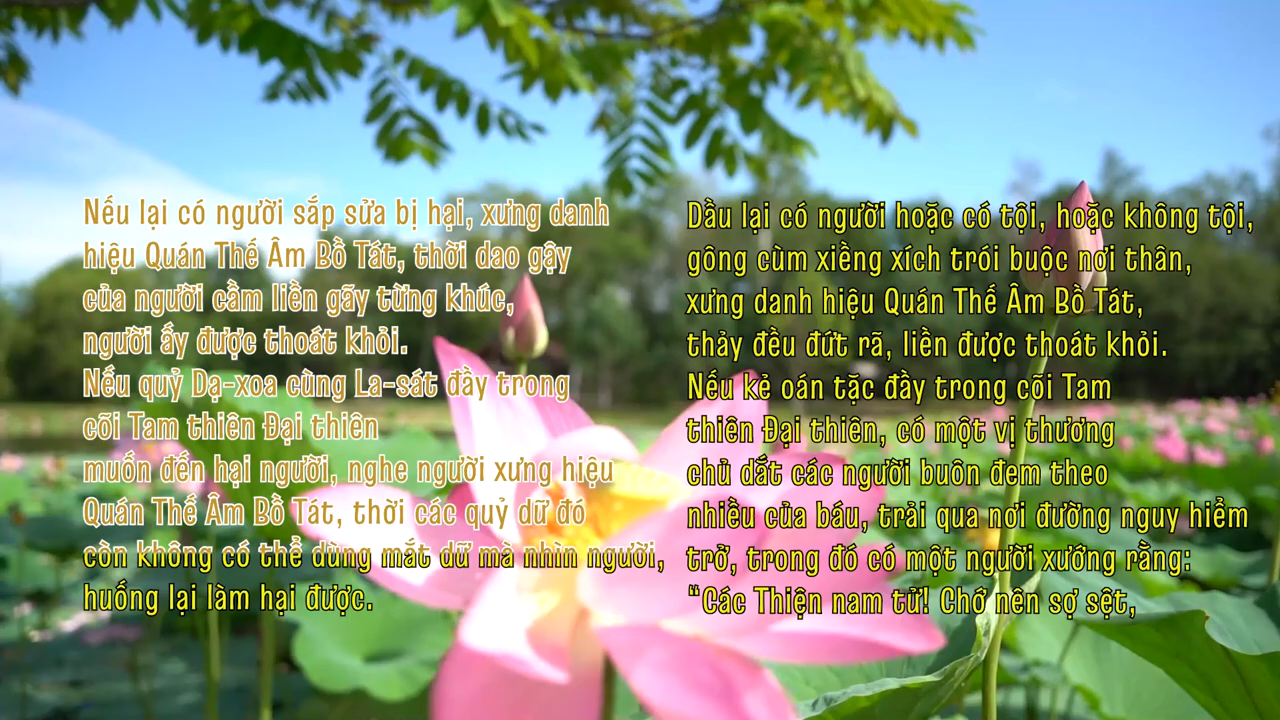 Nếu lại có người sắp sửa bị hại, xưng danh
hiệu Quán Thế Âm Bồ Tát, thời dao gậy
của người cầm liền gãy từng khúc,
người ấy được thoát khỏi.
Nếu quỷ Dạ-xoa cùng La-sát đầy trong
cõi Tam thiên Đại thiên
muốn đến hại người, nghe người xưng hiệu
Quán Thế Âm Bồ Tát, thời các quỷ dữ đó
còn không có thể dùng mắt dữ mà nhìn người,
huống lại làm hại được.
Dầu lại có người hoặc có tội, hoặc không tội,
gông cùm xiềng xích trói buộc nơi thân,
xưng danh hiệu Quán Thế Âm Bồ Tát,
thảy đều đứt rã, liền được thoát khỏi.
Nếu kẻ oán tặc đầy trong cõi Tam
thiên Đại thiên, có một vị thương
chủ dắt các người buôn đem theo
nhiều của báu, trải qua nơi đường nguy hiểm
trở, trong đó có một người xướng rằng:
“Các Thiện nam tử! Chớ nên sợ sệt,